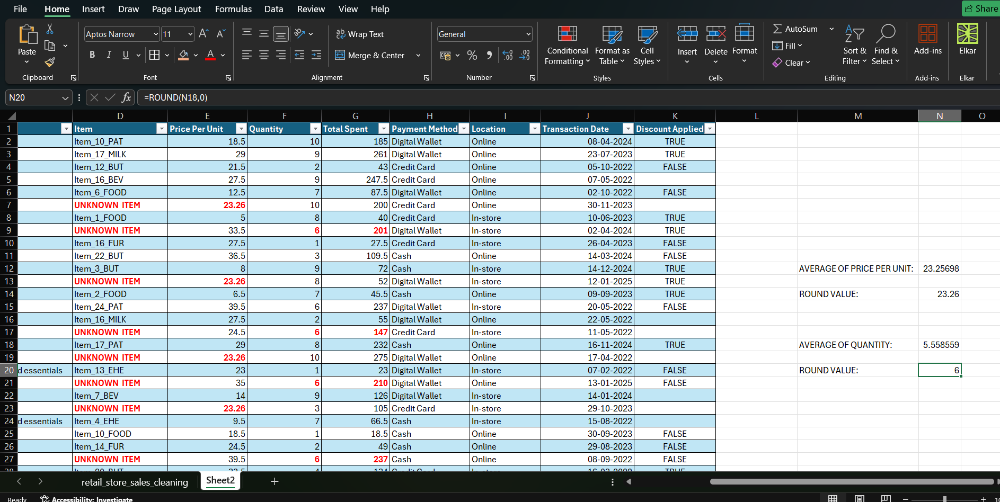 File Home Insert Draw Page Layout Formulas Data Review View Help Share
Aptos Narrow 11 Wrap Text General AutoSum
Paste B I U Merge & Center Conditional Formatting Format as Table Cell Styles Insert Delete Format Fill Clear Sort & Filter Find & Select Add-ins Elkar
Clipboard Font Alignment Number Styles Cells Editing Add-ins Elkar
N20 fx =ROUND(N18,0)
D E F G H I J K L M N O
1 Item Price Per Unit Quantity Total Spent Payment Method Location Transaction Date Discount Applied
2 Item_10_PAT 18.5 10 185 Digital Wallet Online 08-04-2024 TRUE
3 Item_17_MILK 29 9 261 Digital Wallet Online 23-07-2023 TRUE
4 Item_12_BUT 21.5 2 43 Credit Card Online 05-10-2022 FALSE
5 Item_16_BEV 27.5 9 247.5 Credit Card Online 07-05-2022
6 Item_6_FOOD 12.5 7 87.5 Digital Wallet Online 02-10-2022 FALSE
7 UNKNOWN ITEM 23.26 10 200 Credit Card Online 30-11-2023
8 Item_1_FOOD 5 8 40 Credit Card In-store 10-06-2023 TRUE
9 UNKNOWN ITEM 33.5 6 201 Digital Wallet In-store 02-04-2024 TRUE
10 Item_16_FUR 27.5 1 27.5 Credit Card In-store 26-04-2023 FALSE
11 Item_22_BUT 36.5 3 109.5 Cash Online 14-03-2024 FALSE
12 Item_3_BUT 8 9 72 Cash In-store 14-12-2024 TRUE AVERAGE OF PRICE PER UNIT: 23.25698
13 UNKNOWN ITEM 23.26 8 52 Digital Wallet In-store 12-01-2025 TRUE
14 Item_2_FOOD 6.5 7 45.5 Cash Online 09-09-2023 TRUE ROUND VALUE: 23.26
15 Item_24_PAT 39.5 6 237 Digital Wallet In-store 20-05-2022 FALSE
16 Item_16_MILK 27.5 2 55 Digital Wallet Online 22-05-2022
17 UNKNOWN ITEM 24.5 6 147 Credit Card In-store 11-05-2022
18 Item_17_PAT 29 8 232 Cash Online 16-11-2024 TRUE AVERAGE OF QUANTITY: 5.558559
19 UNKNOWN ITEM 23.26 10 275 Digital Wallet Online 17-04-2022
20 d essentials Item_13_EHE 23 1 23 Digital Wallet In-store 07-02-2022 FALSE ROUND VALUE: 6
21 UNKNOWN ITEM 35 6 210 Digital Wallet Online 13-01-2025 FALSE
22 Item_7_BEV 14 9 126 Digital Wallet In-store 14-01-2024
23 UNKNOWN ITEM 23.26 3 105 Credit Card In-store 29-10-2023
24 d essentials Item_4_EHE 9.5 7 66.5 Cash In-store 15-08-2022
25 Item_10_FOOD 18.5 1 18.5 Cash Online 30-09-2023 FALSE
26 Item_14_FUR 24.5 2 49 Cash Online 29-08-2023 FALSE
27 UNKNOWN ITEM 39.5 6 237 Cash Online 08-09-2022 FALSE
retail_store_sales_cleaning Sheet2
Ready Accessibility: Investigate